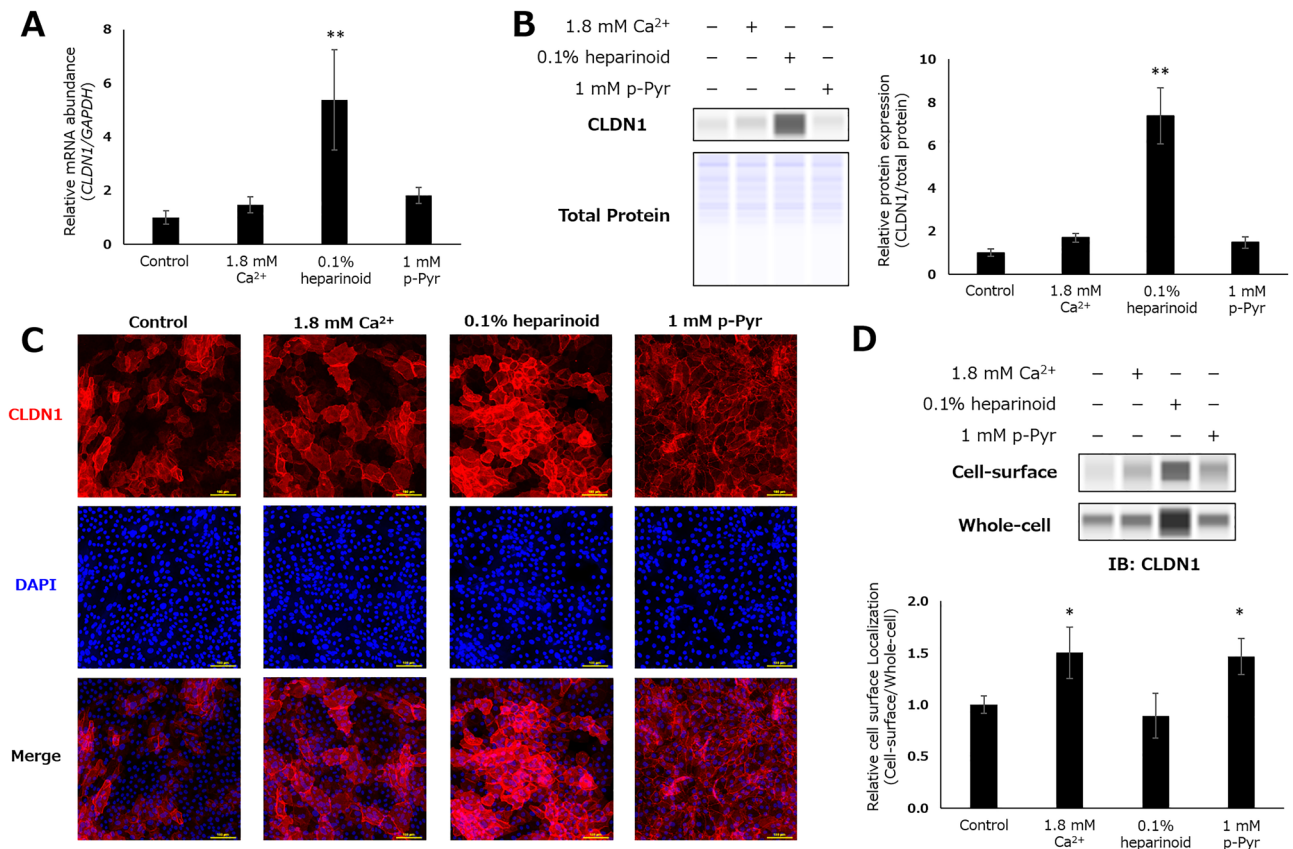 A
Relative mRNA abundance
(CLDN1/GAPDH)
8
6
4
2
0
**
Control
1.8 mM
Ca²⁺
0.1%
heparinoid
1 mM
p-Pyr
B
1.8 mM Ca²⁺ − + − −
0.1% heparinoid − − + −
1 mM p-Pyr − − − +
CLDN1
Total Protein
Relative protein expression
(CLDN1/total protein)
10
8
6
4
2
0
**
Control
1.8 mM
Ca²⁺
0.1%
heparinoid
1 mM
p-Pyr
C
Control 1.8 mM Ca²⁺ 0.1% heparinoid 1 mM p-Pyr
CLDN1
DAPI
Merge
D
1.8 mM Ca²⁺ − + − −
0.1% heparinoid − − + −
1 mM p-Pyr − − − +
Cell-surface
Whole-cell
IB: CLDN1
Relative cell surface Localization
(Cell-surface/Whole-cell)
2.0
1.5
1.0
0.5
0.0
* *
Control
1.8 mM
Ca²⁺
0.1%
heparinoid
1 mM
p-Pyr